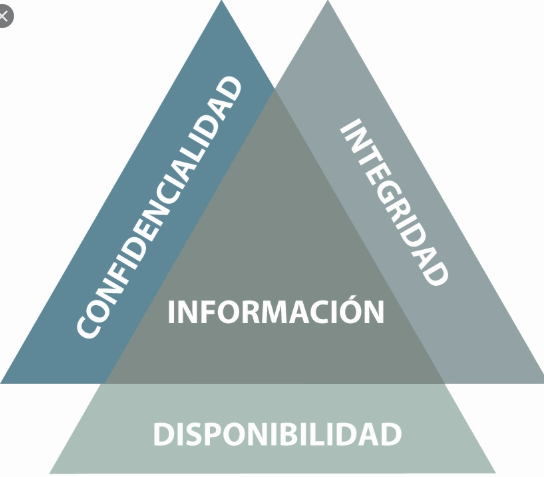 CONFIDENCIALIDAD
INTEGRIDAD
INFORMACIÓN
DISPONIBILIDAD